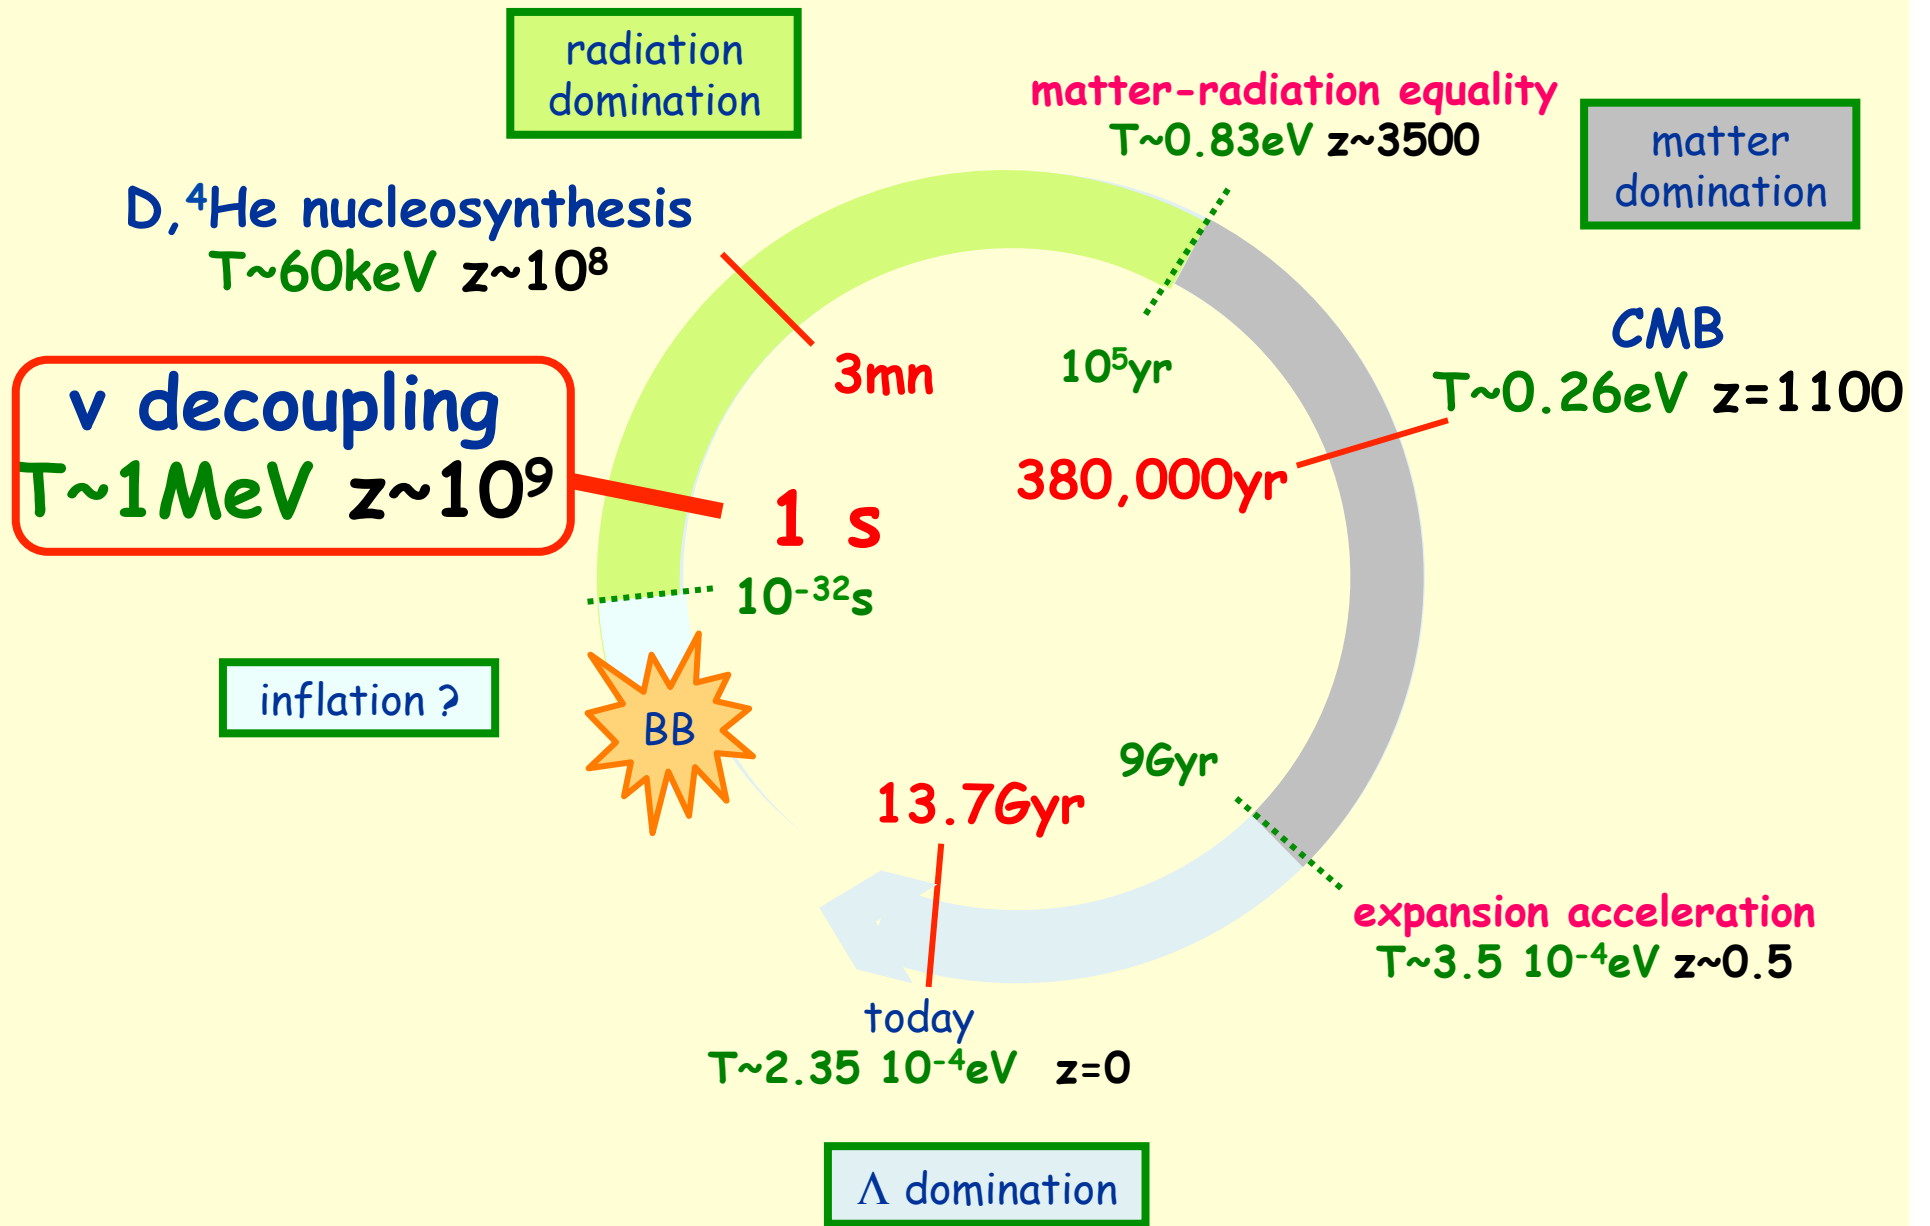 radiation
domination
matter-radiation equality
T~0.83eV z~3500
matter
domination
D,⁴He nucleosynthesis
T~60keV z~10⁸
CMB
T~0.26eV z=1100
3mn
10⁵yr
ν decoupling
T~1MeV z~10⁹
380,000yr
1 s
10⁻³²s
inflation ?
BB
9Gyr
13.7Gyr
expansion acceleration
T~3.5 10⁻⁴eV z~0.5
today
T~2.35 10⁻⁴eV z=0
Λ domination